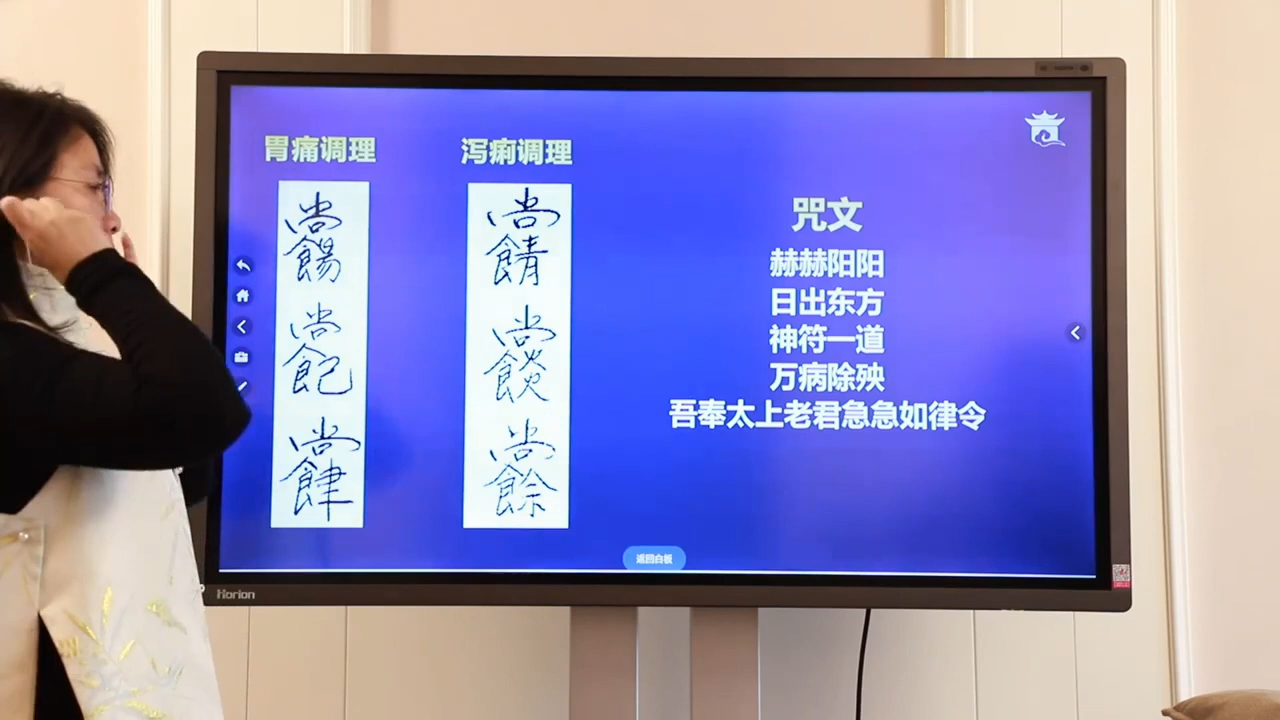 胃痛调理
泻痢调理
咒文
赫赫阳阳
日出东方
神符一道
万病除殃
吾奉太上老君急急如律令
返回白板
Horion